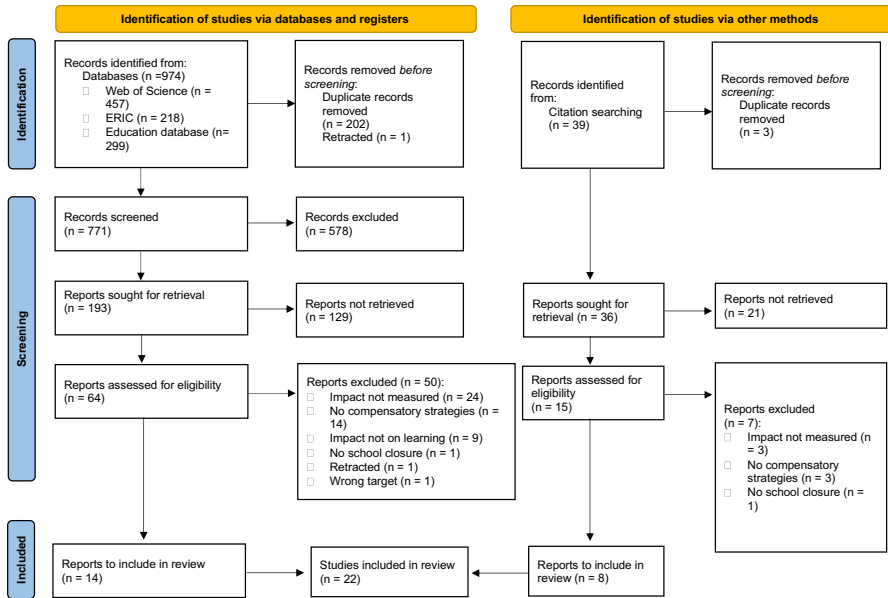 Identification of studies via databases and registers
Identification of studies via other methods
Identification
Records identified from:
Databases (n =974)
Web of Science (n =
457)
ERIC (n = 218)
Education database (n=
299)
Records removed before
screening:
Duplicate records
removed
(n = 202)
Retracted (n = 1)
Records identified
from:
Citation searching
(n = 39)
Records removed before
screening:
Duplicate records
removed
(n = 3)
Screening
Records screened
(n = 771)
Records excluded
(n = 578)
Reports sought for retrieval
(n = 193)
Reports not retrieved
(n = 129)
Reports sought for
retrieval (n = 36)
Reports not retrieved
(n = 21)
Reports assessed for eligibility
(n = 64)
Reports excluded (n = 50):
Impact not measured (n = 24)
No compensatory strategies (n =
14)
Impact not on learning (n = 9)
No school closure (n = 1)
Retracted (n = 1)
Wrong target (n = 1)
Reports assessed for
eligibility
(n = 15)
Reports excluded
(n = 7):
Impact not measured (n
= 3)
No compensatory
strategies (n = 3)
No school closure (n =
1)
Included
Reports to include in review
(n = 14)
Studies included in review
(n = 22)
Reports to include in
review (n = 8)